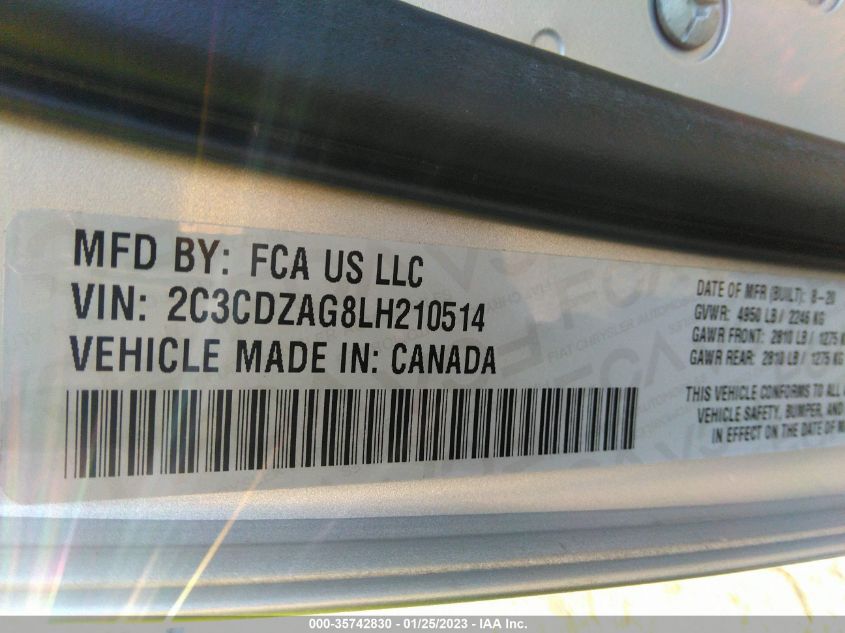 MFD BY: FCA US LLC
VIN: 2C3CDZAG8LH210514
VEHICLE MADE IN: CANADA
DATE OF MFR (BUILT): 8-20
GVWR: 4950 LB / 2246 KG
GAWR FRONT: 2810 LB / 1275
GAWR REAR: 2810 LB / 1275 KG
THIS VEHICLE CONFORMS TO ALL
VEHICLE SAFETY, BUMPER, AND
IN EFFECT ON THE DATE OF
000-35742830 - 01/25/2023 - IAA Inc.